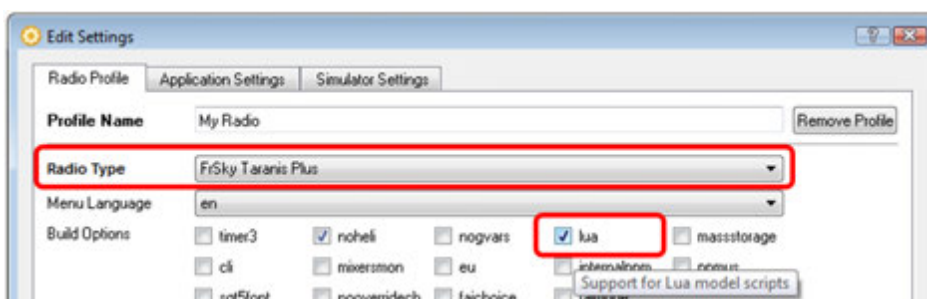 Edit Settings
Radio Profile Application Settings Simulator Settings
Profile Name My Radio Remove Profile
Radio Type FrSky Taranis Plus
Menu Language en
Build Options timer3 noheli nogvars lua massstorage
cli mixersmon eu
Support for Lua model scripts
sqt5font